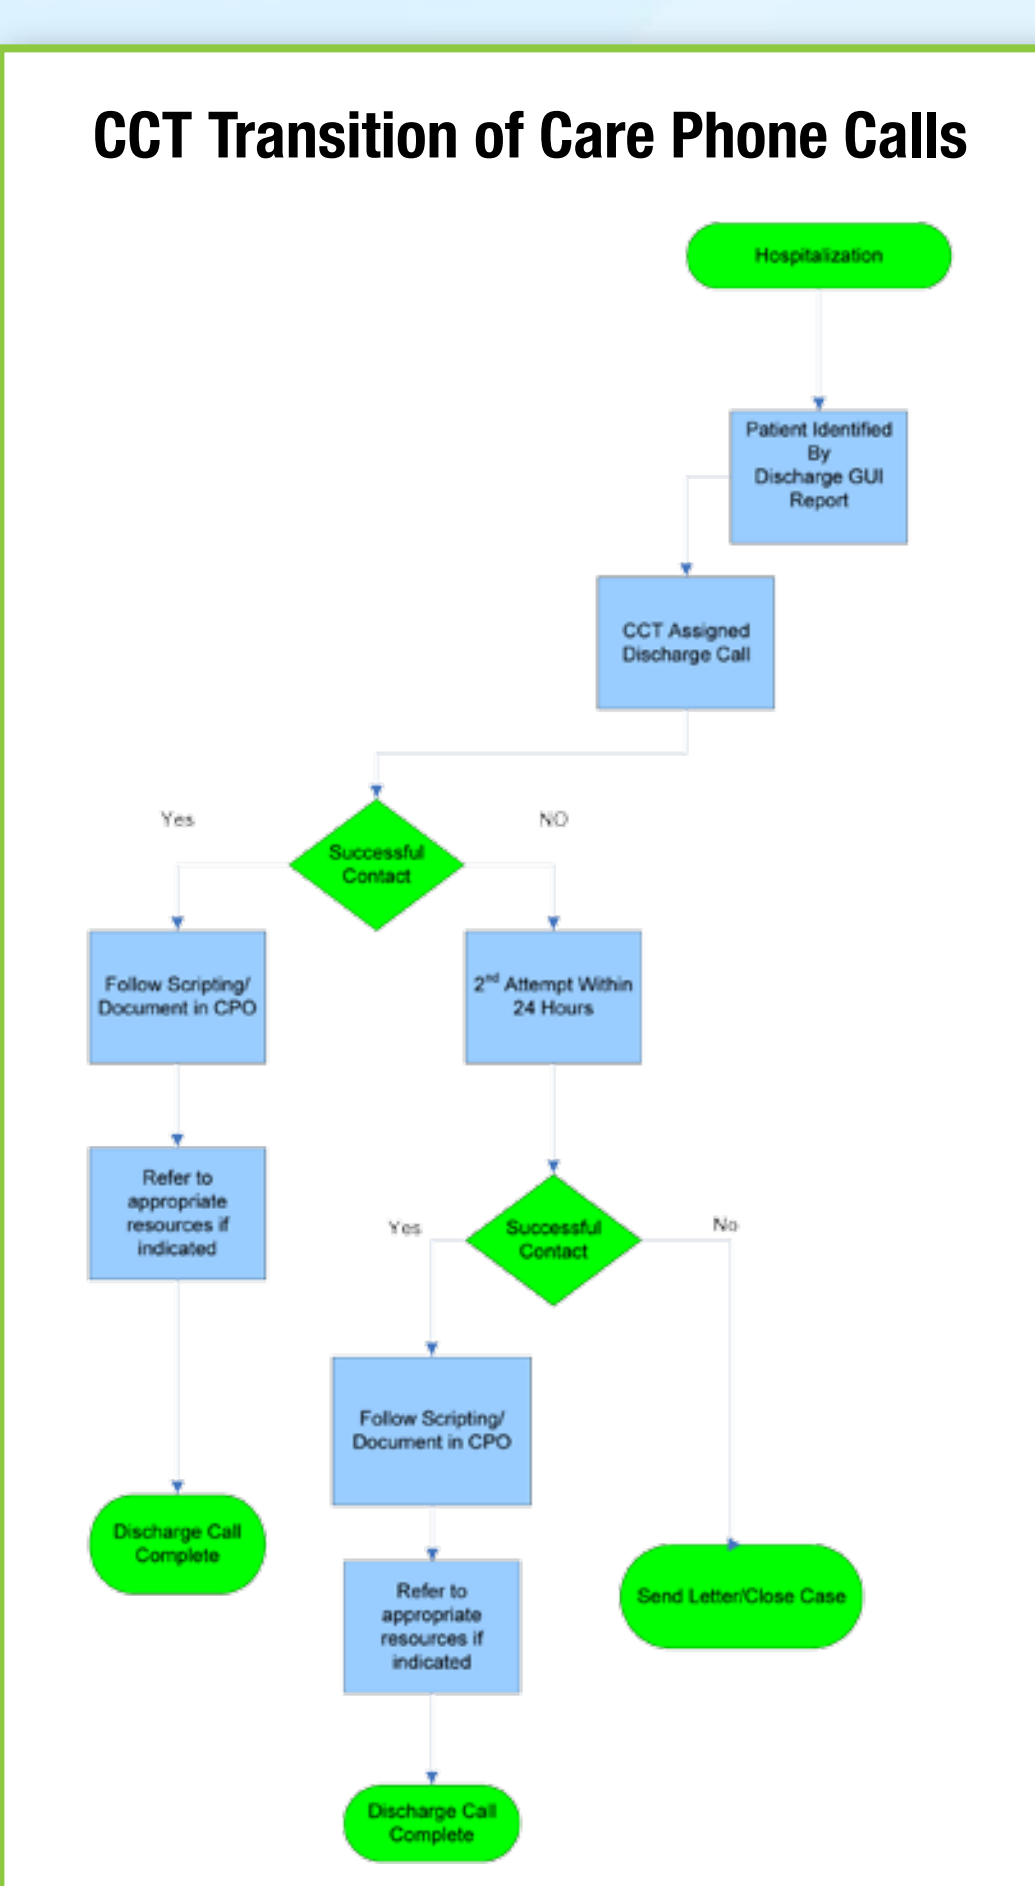 CCT Transition of Care Phone Calls
Hospitalization
Patient Identified
By
Discharge GUI
Report
CCT Assigned
Discharge Call
Yes
NO
Successful
Contact
Follow Scripting/
Document in CPO
2nd Attempt Within
24 Hours
Refer to
appropriate
resources if
indicated
Yes
No
Successful
Contact
Follow Scripting/
Document in CPO
Discharge Call
Complete
Send Letter/Close Case
Refer to
appropriate
resources if
indicated
Discharge Call
Complete